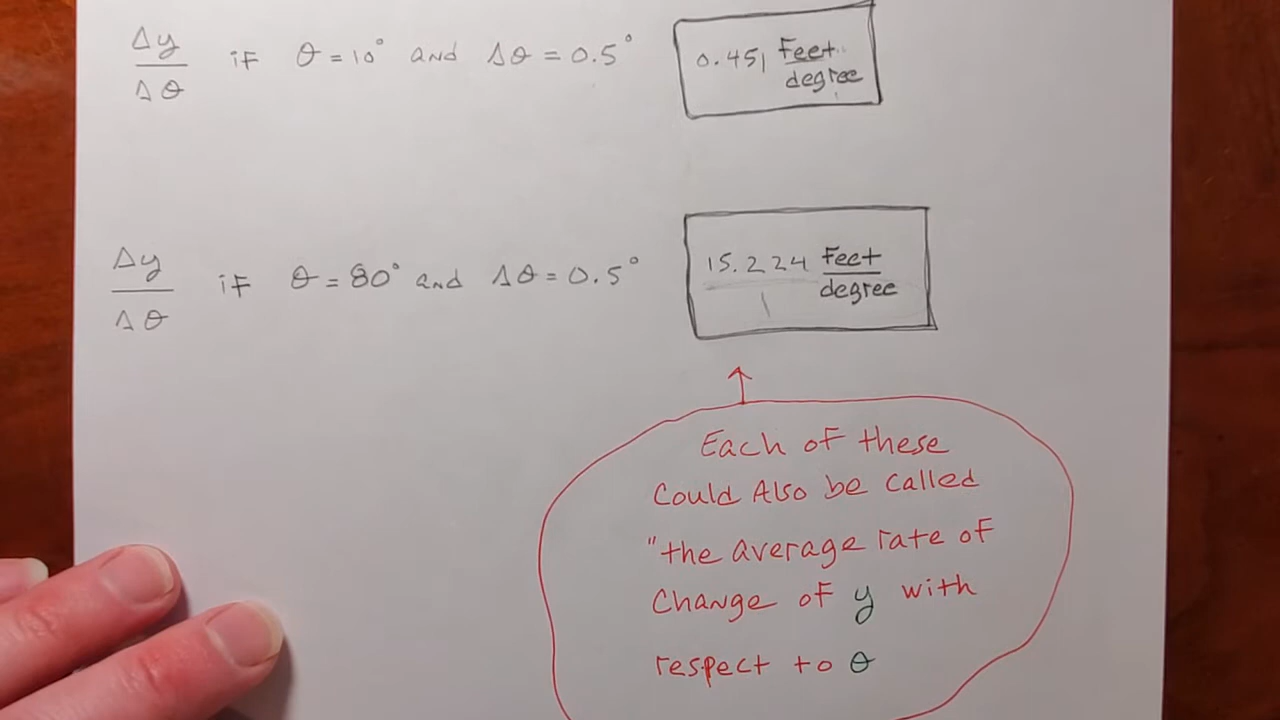 Δy/Δθ if θ = 10° and Δθ = 0.5° 0.451 Feet/degree
Δy/Δθ if θ = 80° and Δθ = 0.5° 15.224/1 Feet/degree
Each of these
Could Also be called
"the average rate of
Change of y with
respect to θ